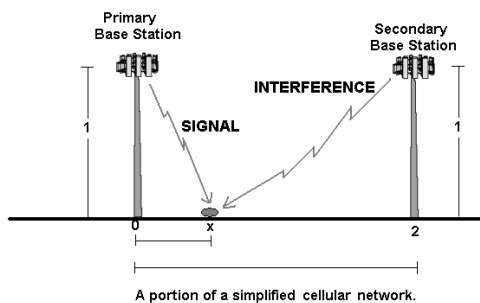 Primary
Base Station
Secondary
Base Station
INTERFERENCE
SIGNAL
1
1
0
x
2
A portion of a simplified cellular network.